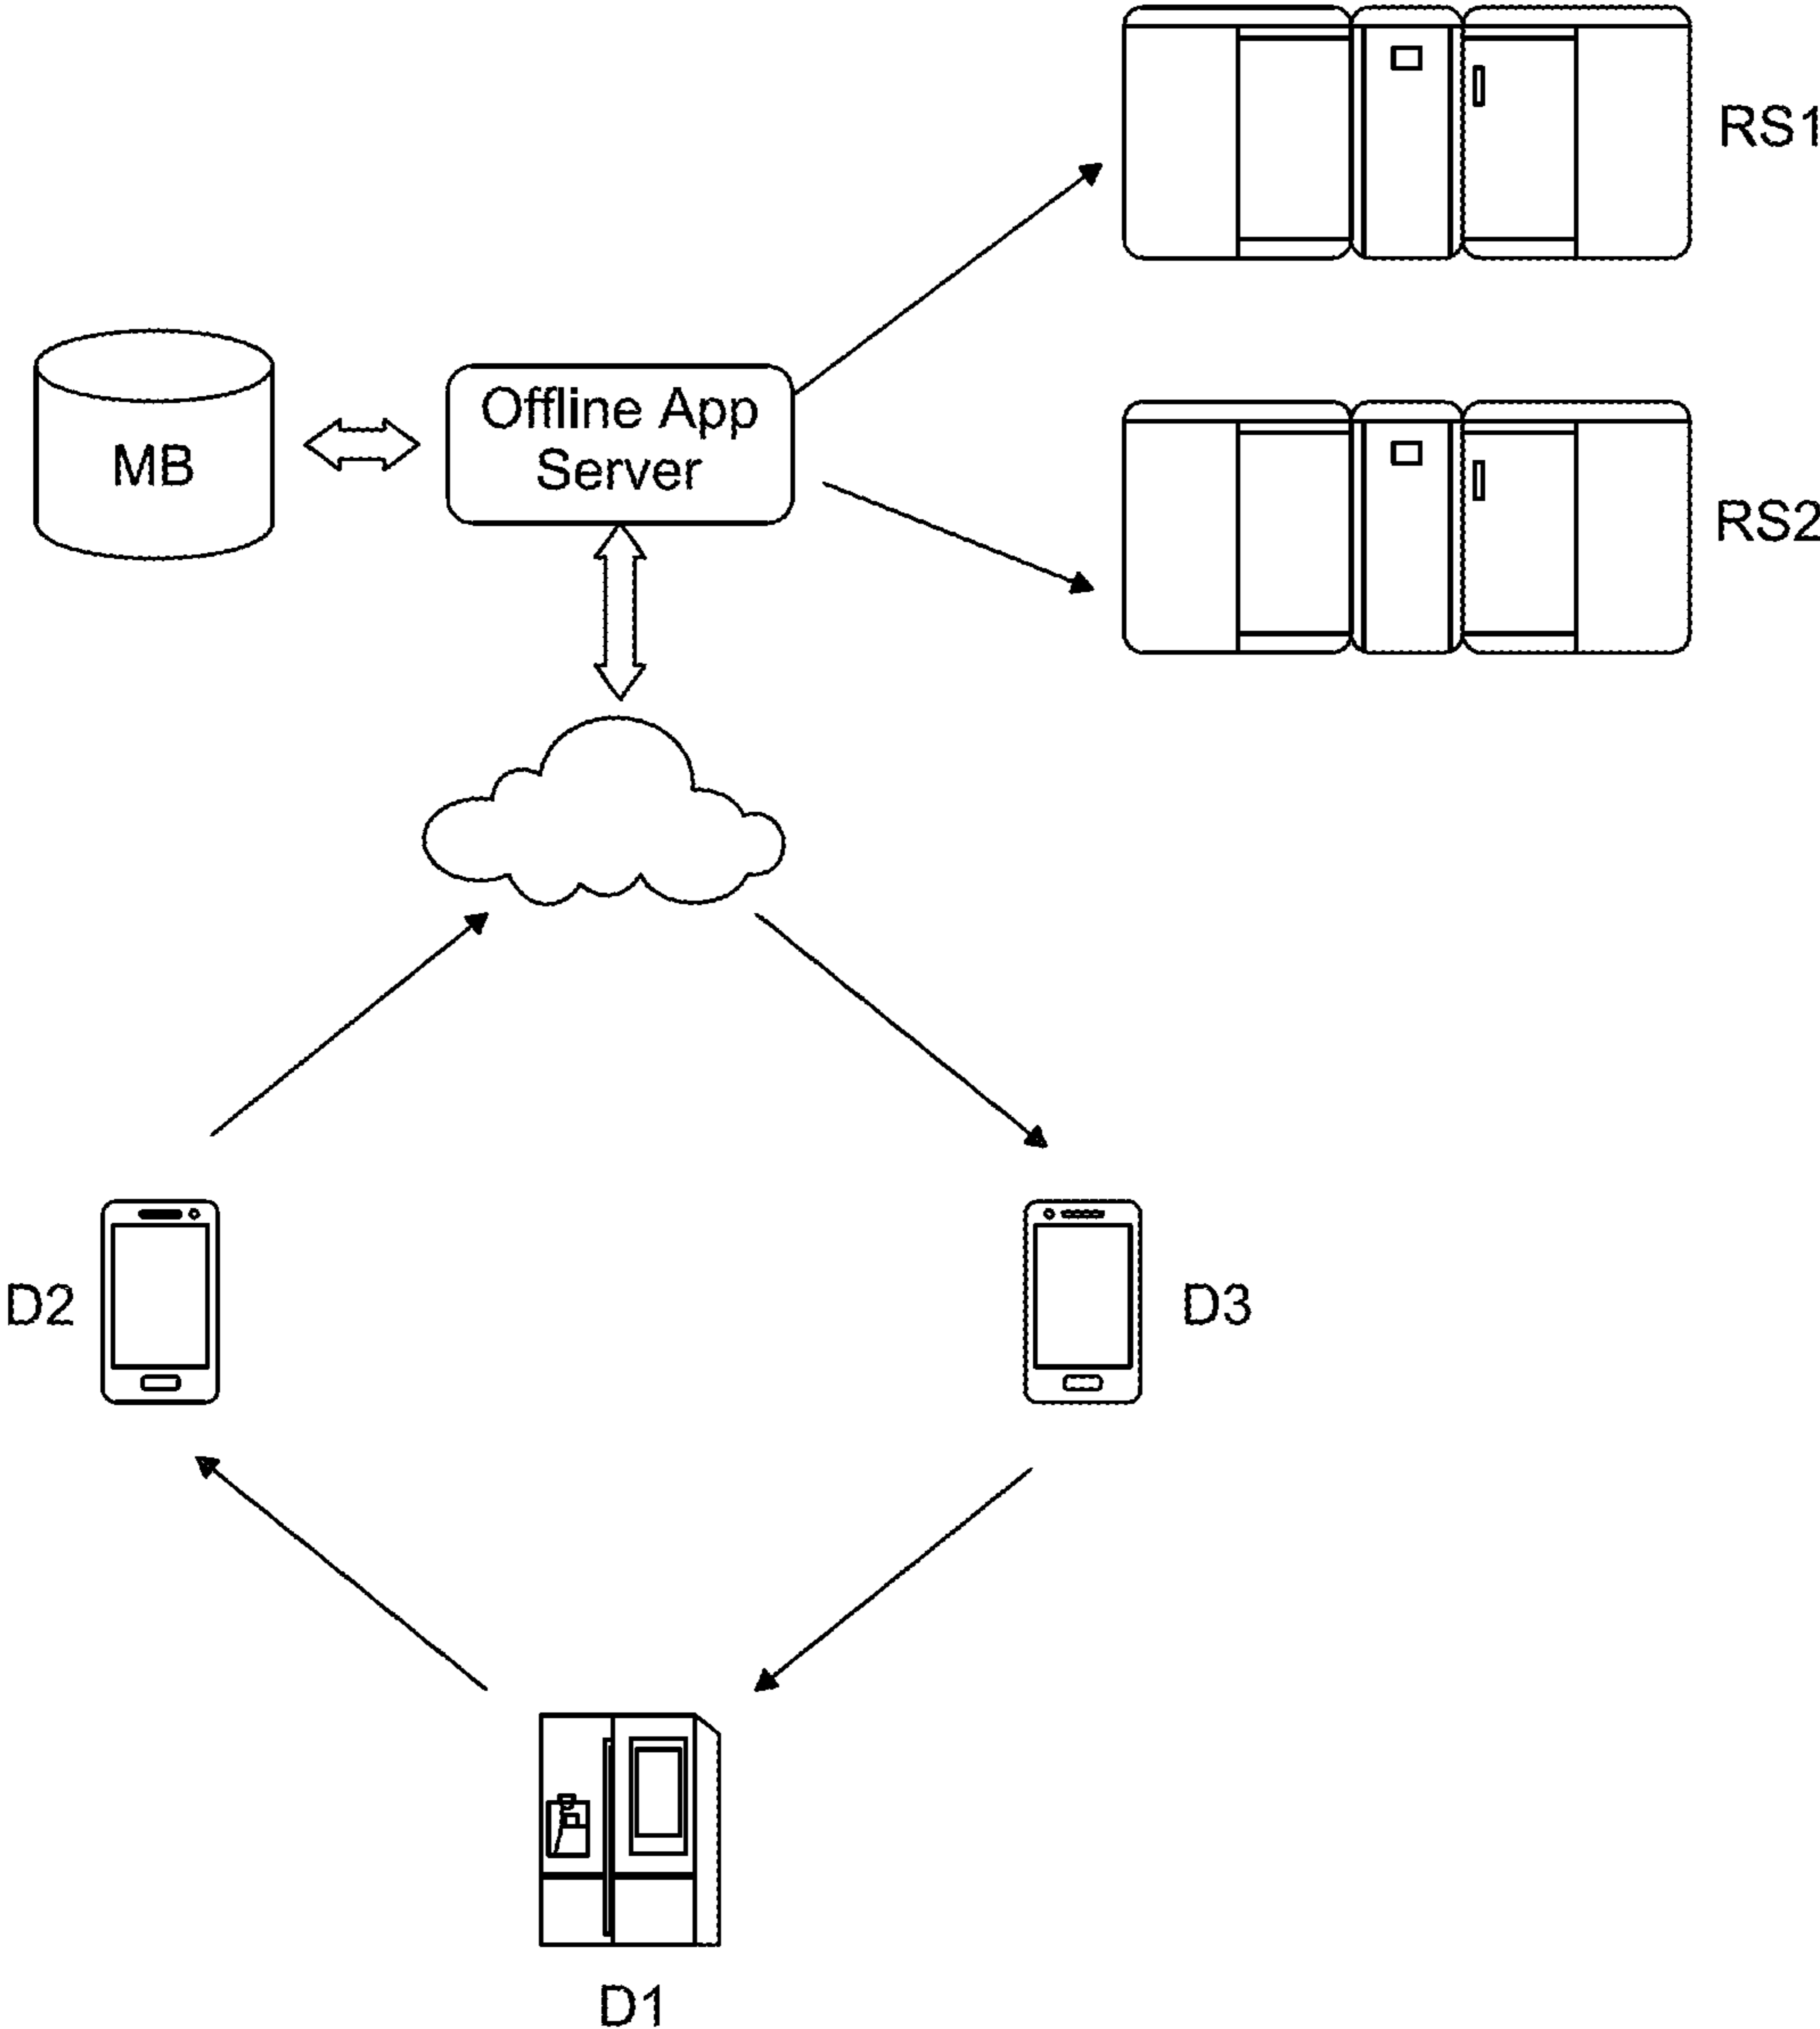 RS1
Offline App
Server
MB
RS2
D2
D3
D1